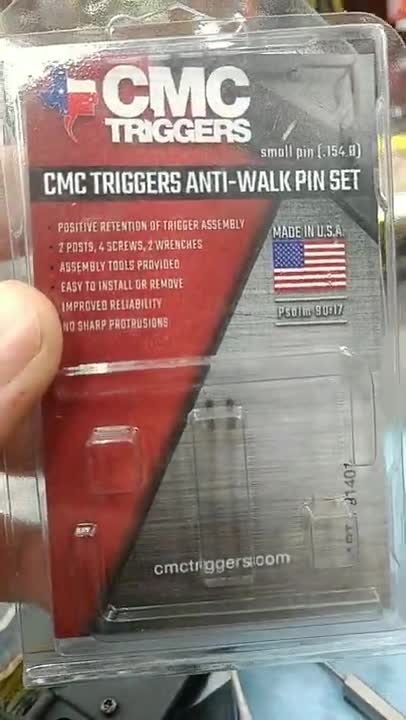 CMC
TRIGGERS
small pin (.154.0)
CMC TRIGGERS ANTI-WALK PIN SET
• POSITIVE RETENTION OF TRIGGER ASSEMBLY
• 2 POSTS, 4 SCREWS, 2 WRENCHES
• ASSEMBLY TOOLS PROVIDED
• EASY TO INSTALL OR REMOVE
IMPROVED RELIABILITY
NO SHARP PROTRUSIONS
MADE IN U.S.A.
Psalm 90:17
cmctriggers.com